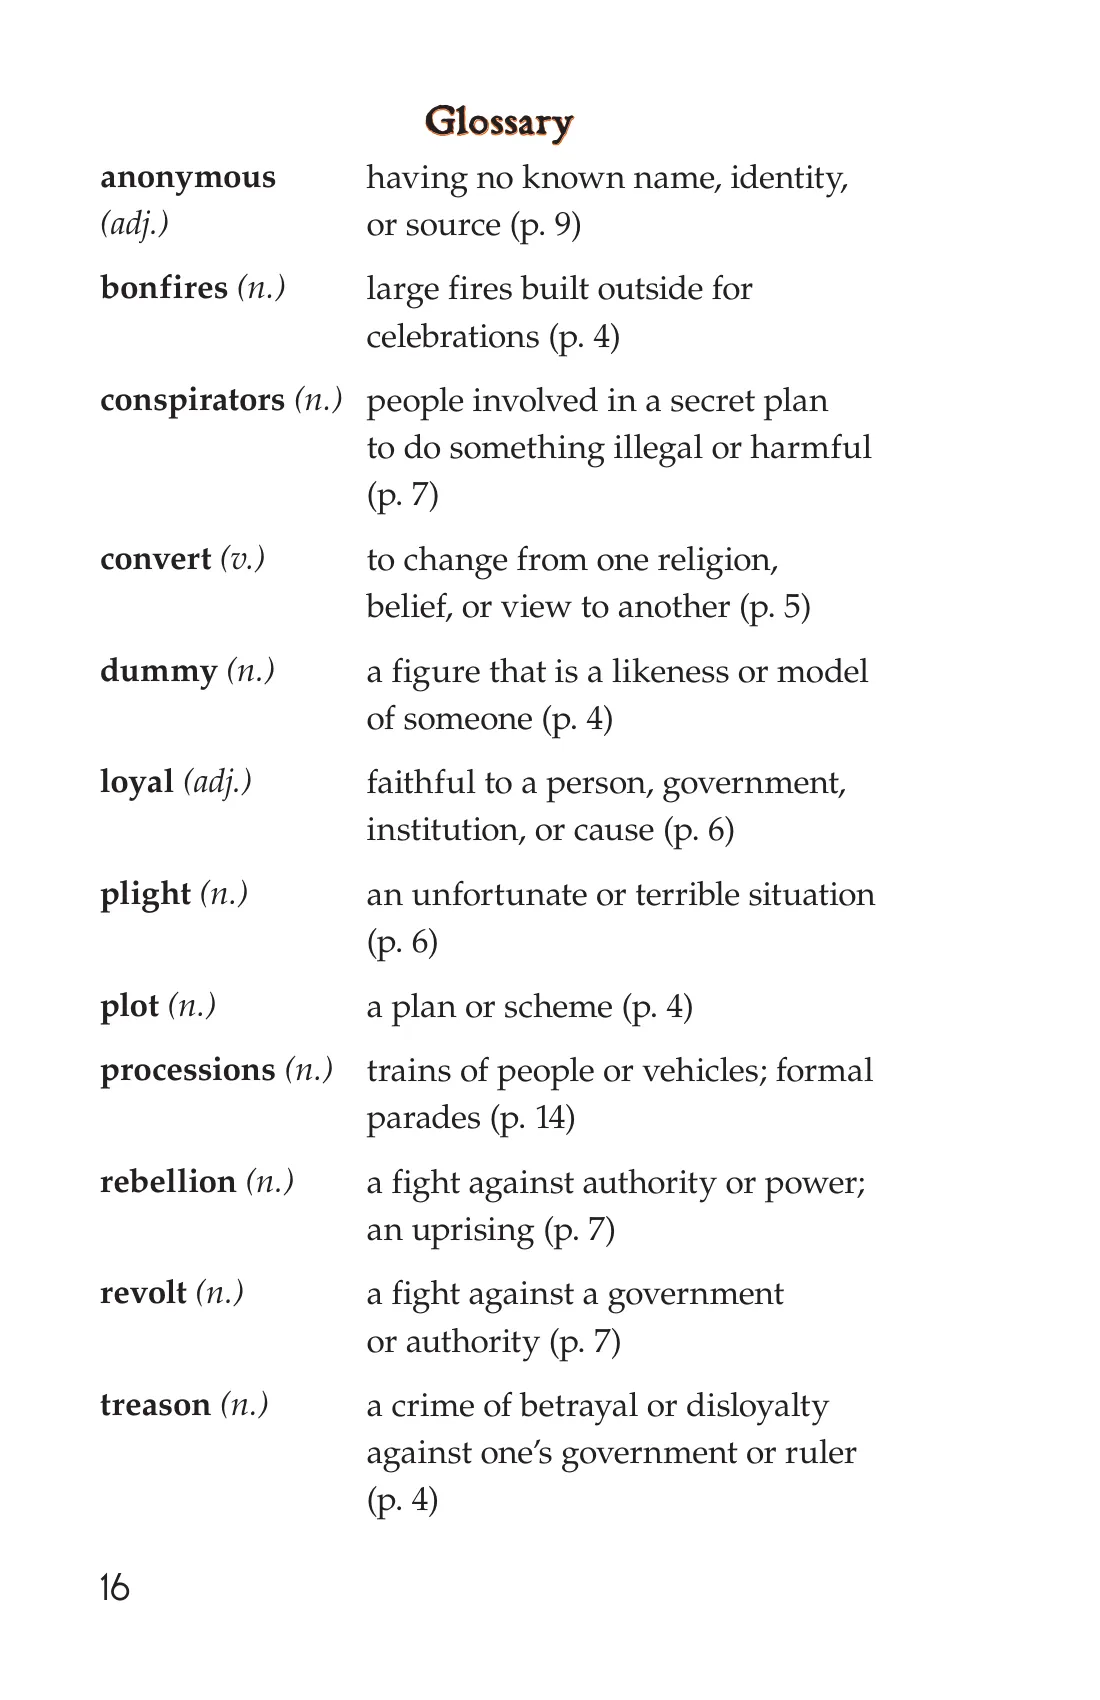 Glossary
anonymous having no known name, identity,
(adj.) or source (p. 9)
bonfires (n.) large fires built outside for
celebrations (p. 4)
conspirators (n.) people involved in a secret plan
to do something illegal or harmful
(p. 7)
convert (v.) to change from one religion,
belief, or view to another (p. 5)
dummy (n.) a figure that is a likeness or model
of someone (p. 4)
loyal (adj.) faithful to a person, government,
institution, or cause (p. 6)
plight (n.) an unfortunate or terrible situation
(p. 6)
plot (n.) a plan or scheme (p. 4)
processions (n.) trains of people or vehicles; formal
parades (p. 14)
rebellion (n.) a fight against authority or power;
an uprising (p. 7)
revolt (n.) a fight against a government
or authority (p. 7)
treason (n.) a crime of betrayal or disloyalty
against one’s government or ruler
(p. 4)
16